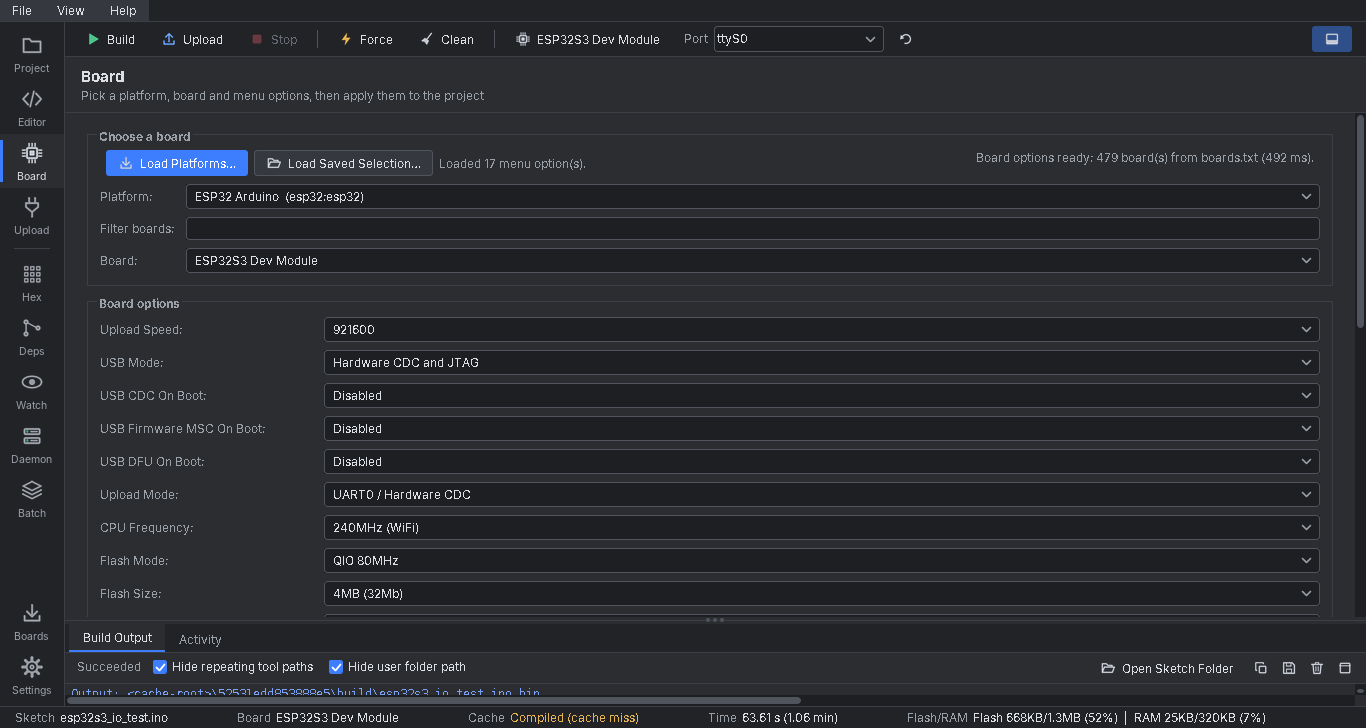 File View Help
Build Upload Stop Force Clean ESP32S3 Dev Module Port ttyS0
Project
Editor
Board
Upload
Hex
Deps
Watch
Daemon
Batch
Boards
Settings
Board
Pick a platform, board and menu options, then apply them to the project
Choose a board
Load Platforms... Load Saved Selection... Loaded 17 menu option(s). Board options ready: 479 board(s) from boards.txt (492 ms).
Platform: ESP32 Arduino (esp32:esp32)
Filter boards:
Board: ESP32S3 Dev Module
Board options
Upload Speed: 921600
USB Mode: Hardware CDC and JTAG
USB CDC On Boot: Disabled
USB Firmware MSC On Boot: Disabled
USB DFU On Boot: Disabled
Upload Mode: UART0 / Hardware CDC
CPU Frequency: 240MHz (WiFi)
Flash Mode: QIO 80MHz
Flash Size: 4MB (32Mb)
Build Output Activity
Succeeded Hide repeating tool paths Hide user folder path Open Sketch Folder
Output: <cache-root>\52531edd853888e5\build\esp32s3_io_test.ino.bin
Sketch esp32s3_io_test.ino Board ESP32S3 Dev Module Cache Compiled (cache miss) Time 63.61 s (1.06 min) Flash/RAM Flash 668KB/1.3MB (52%) | RAM 25KB/320KB (7%)